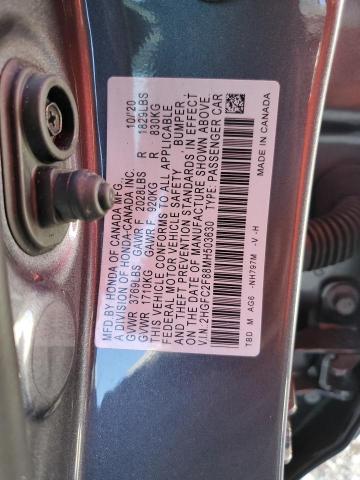 MFD.BY HONDA OF CANADA MFG.
A DIVISION OF HONDA-CANADA INC. 10/'20
GVWR 3769LBS GAWR F 2028LBS R 1829LBS
GVWR 1710KG GAWR F 920KG R 830KG
THIS VEHICLE CONFORMS TO ALL APPLICABLE
FEDERAL MOTOR VEHICLE SAFETY , BUMPER ,
AND THEFT PREVENTION STANDARDS IN EFFECT
ON THE DATE OF MANUFACTURE SHOWN ABOVE.
V.I.N. 2HGFC2F88MH503630 TYPE:PASSENGER CAR
TBD M AG6 -NH797M -V-H MADE IN CANADA